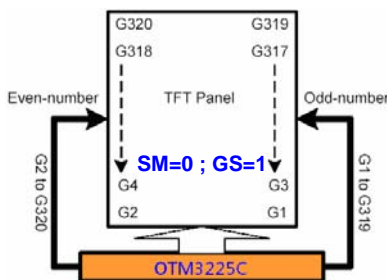 G320 G319
G318 G317
Even-number TFT Panel Odd-number
SM=0 ; GS=1
G2 to G320
G1 to G319
G4 G3
G2 G1
OTM3225C